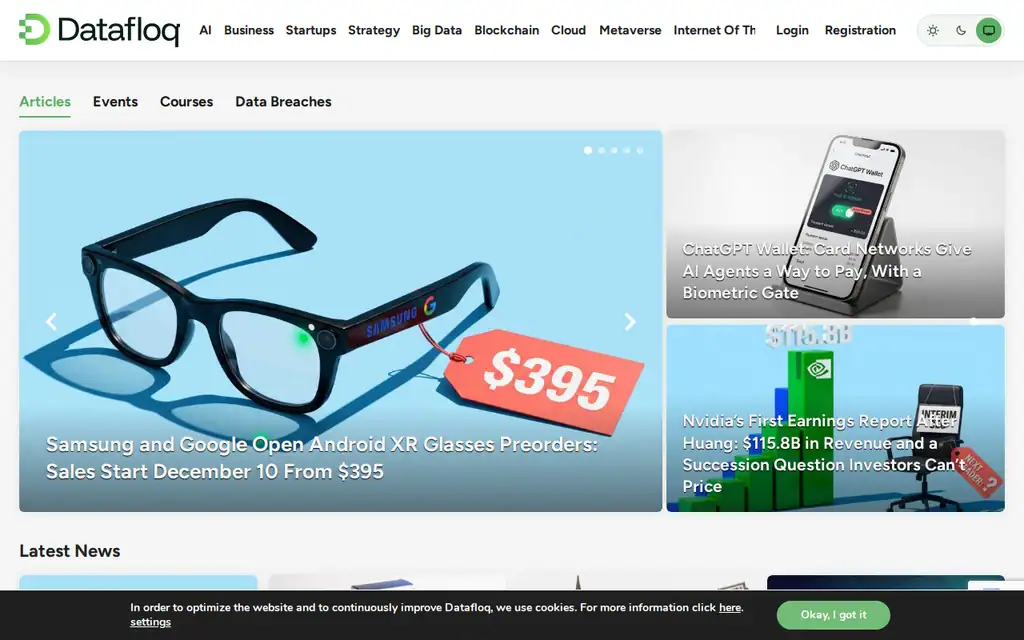 Datafloq
AI Business Startups Strategy Big Data Blockchain Cloud Metaverse Internet Of Th
Login Registration
Articles Events Courses Data Breaches
SAMSUNG G
$395
Samsung and Google Open Android XR Glasses Preorders:
Sales Start December 10 From $395
ChatGPT Wallet
ChatGPT Wallet: Card Networks Give
AI Agents a Way to Pay, With a
Biometric Gate
$115.8B
INTERIM
NEXT
LEADER: ?
Nvidia's First Earnings Report After
Huang: $115.8B in Revenue and a
Succession Question Investors Can't
Price
Latest News
In order to optimize the website and to continuously improve Datafloq, we use cookies. For more information click here.
settings
Okay, I got it